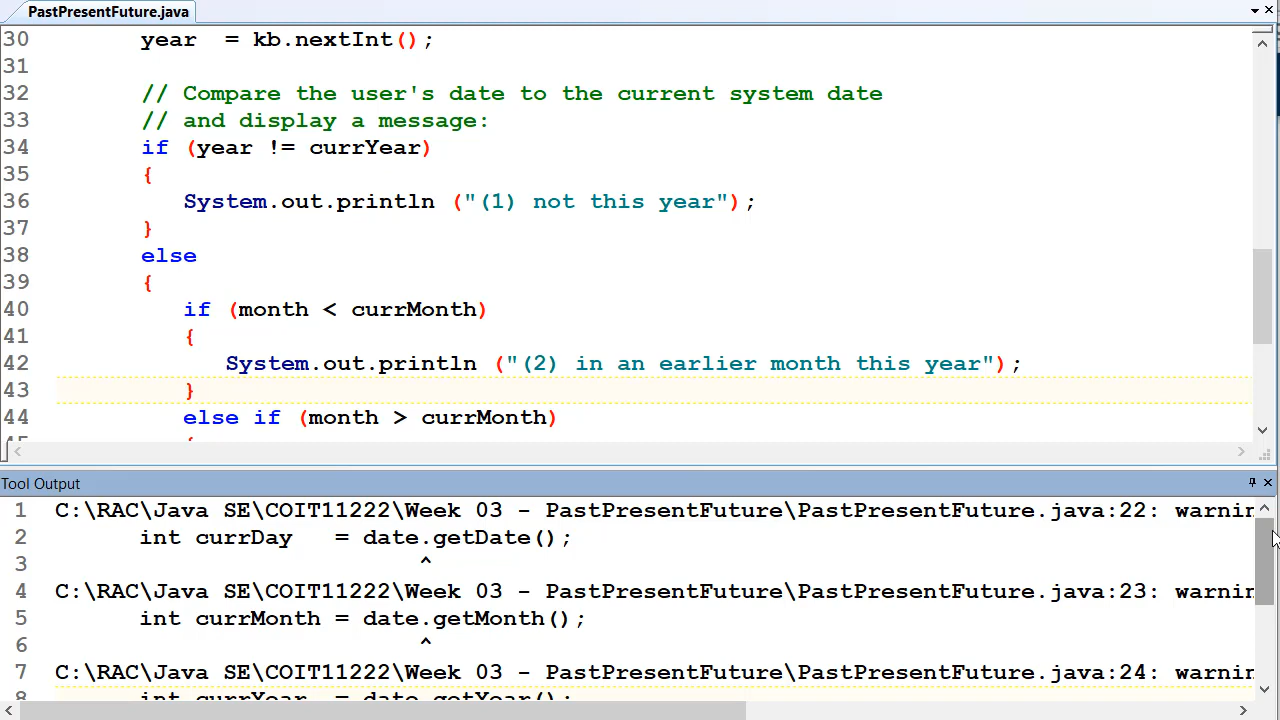 PastPresentFuture.java
30 year = kb.nextInt();
31
32 // Compare the user's date to the current system date
33 // and display a message:
34 if (year != currYear)
35 {
36 System.out.println ("(1) not this year");
37 }
38 else
39 {
40 if (month < currMonth)
41 {
42 System.out.println ("(2) in an earlier month this year");
43 }
44 else if (month > currMonth)
Tool Output
1 C:\RAC\Java SE\COIT11222\Week 03 - PastPresentFuture\PastPresentFuture.java:22: warnin
2 int currDay = date.getDate();
3 ^
4 C:\RAC\Java SE\COIT11222\Week 03 - PastPresentFuture\PastPresentFuture.java:23: warnin
5 int currMonth = date.getMonth();
6 ^
7 C:\RAC\Java SE\COIT11222\Week 03 - PastPresentFuture\PastPresentFuture.java:24: warnin
8 int currYear = date.getYear();